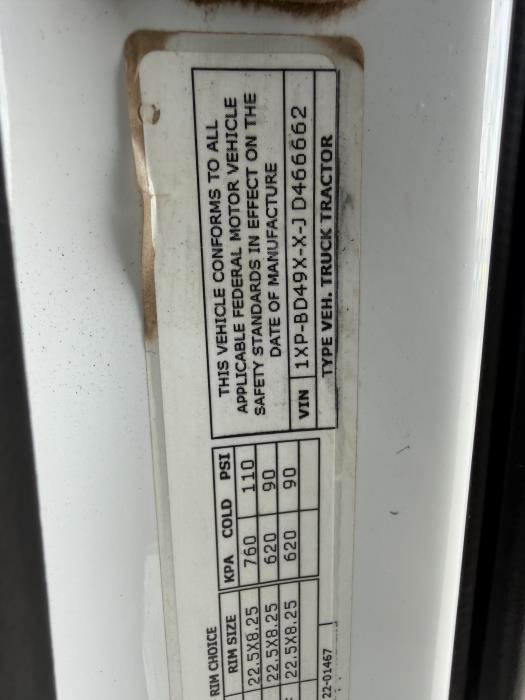 THIS VEHICLE CONFORMS TO ALL
APPLICABLE FEDERAL MOTOR VEHICLE
SAFETY STANDARDS IN EFFECT ON THE
DATE OF MANUFACTURE
VIN 1XP-BD49X-X-JD466662
TYPE VEH. TRUCK TRACTOR
RIM CHOICE
RIM SIZE KPA COLD PSI
22.5X8.25 760 110
22.5X8.25 620 90
22.5X8.25 620 90
22-01467